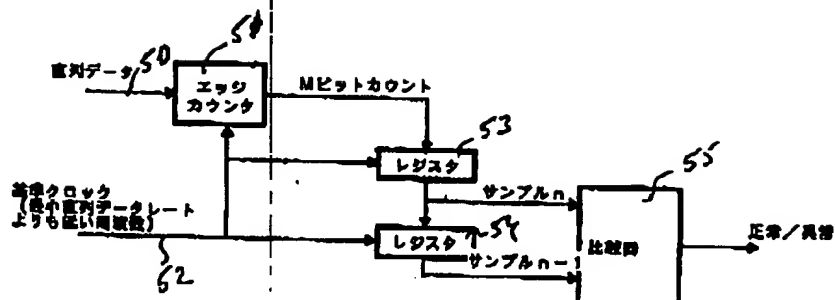 直列データ
50
エッジ
カウンタ
Mビットカウント
53
レジスタ
55
サンプルn
基準クロック
(最小直列データレート
よりも低い周波数)
52
レジスタ
54
サンプルn-1
比較回
正常/異常